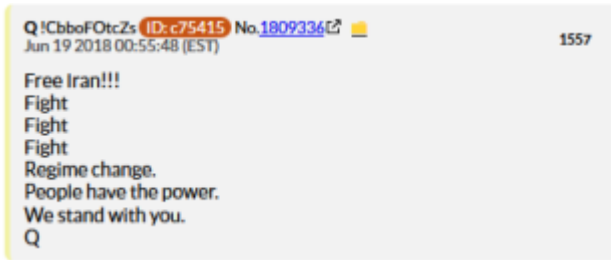 Q !CbboFOtcZs ID: c75415 No.1809336
Jun 19 2018 00:55:48 (EST)
1557
Free Iran!!!
Fight
Fight
Fight
Regime change.
People have the power.
We stand with you.
Q